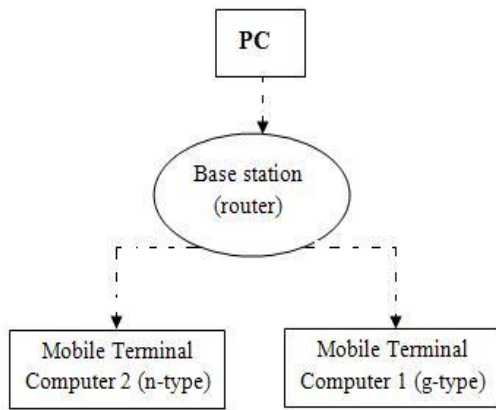 PC
Base station
(router)
Mobile Terminal
Computer 2 (n-type)
Mobile Terminal
Computer 1 (g-type)